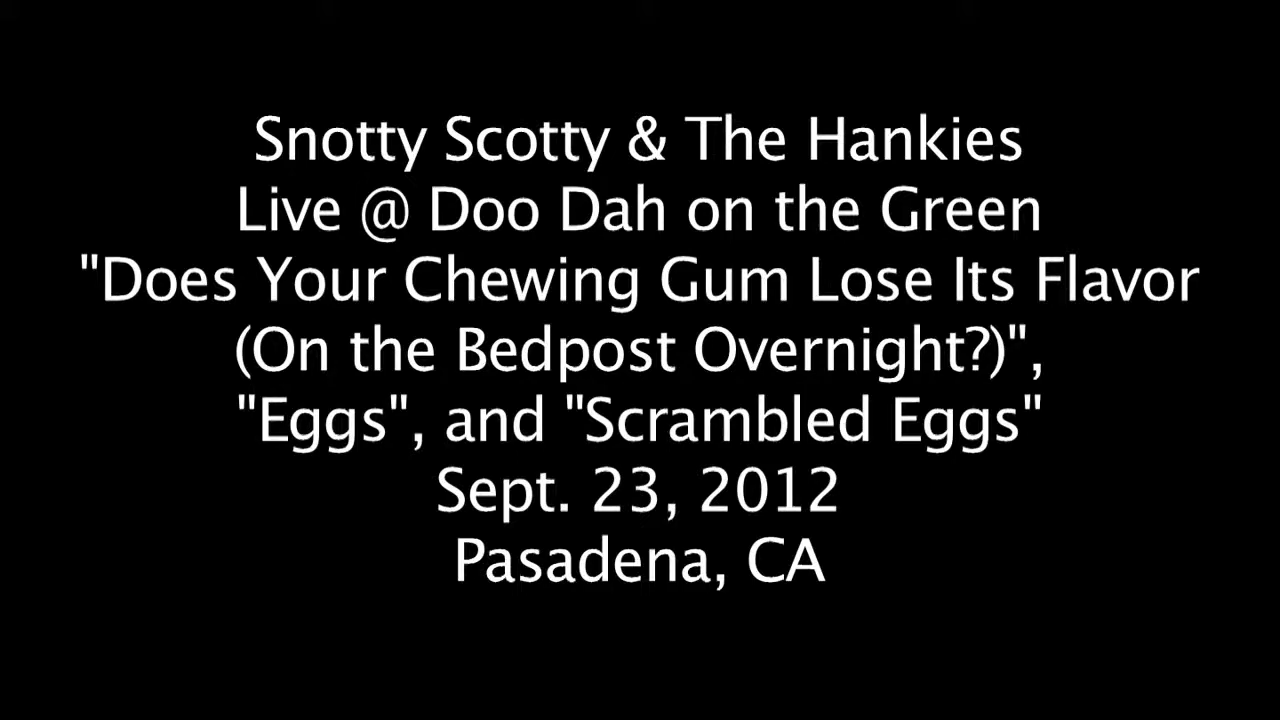 Snotty Scotty & The Hankies
Live @ Doo Dah on the Green
"Does Your Chewing Gum Lose Its Flavor
(On the Bedpost Overnight?)",
"Eggs", and "Scrambled Eggs"
Sept. 23, 2012
Pasadena, CA